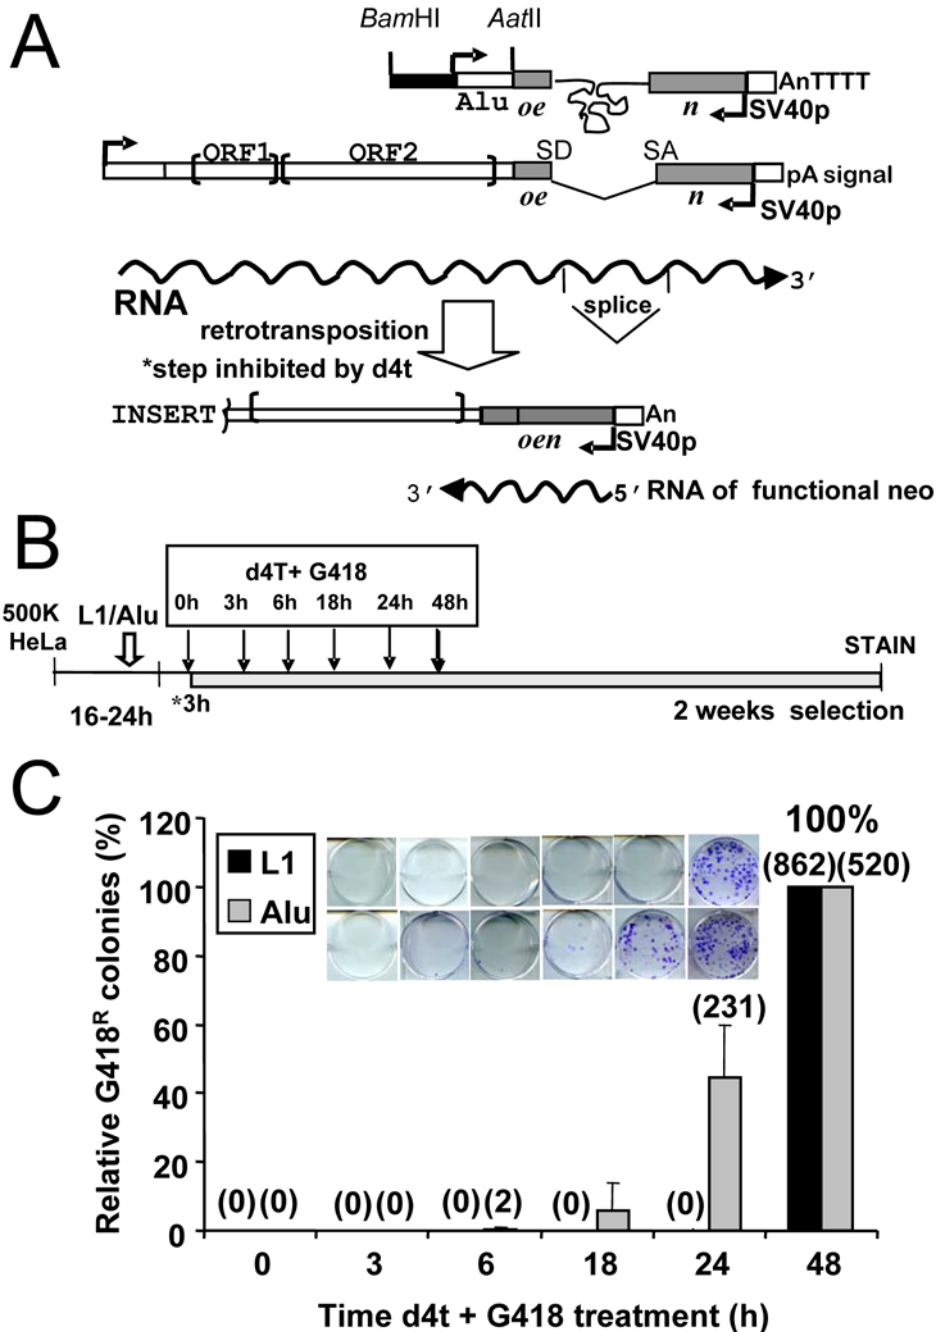 A
BamHI AatII
Alu oe n AnTTTT
SV40p
ORF1 ORF2 SD SA
oe n pA signal
SV40p
RNA 3′
splice
retrotransposition
*step inhibited by d4t
INSERT oen An
SV40p
3′ 5′ RNA of functional neo
B
d4T+ G418
0h 3h 6h 18h 24h 48h
500K
HeLa
L1/Alu
STAIN
16-24h
*3h
2 weeks selection
C
Relative G418R colonies (%)
120
100
80
60
40
20
0
L1
Alu
100%
(862)(520)
(231)
(0)(0) (0)(0) (0)(2) (0) (0)
0 3 6 18 24 48
Time d4t + G418 treatment (h)